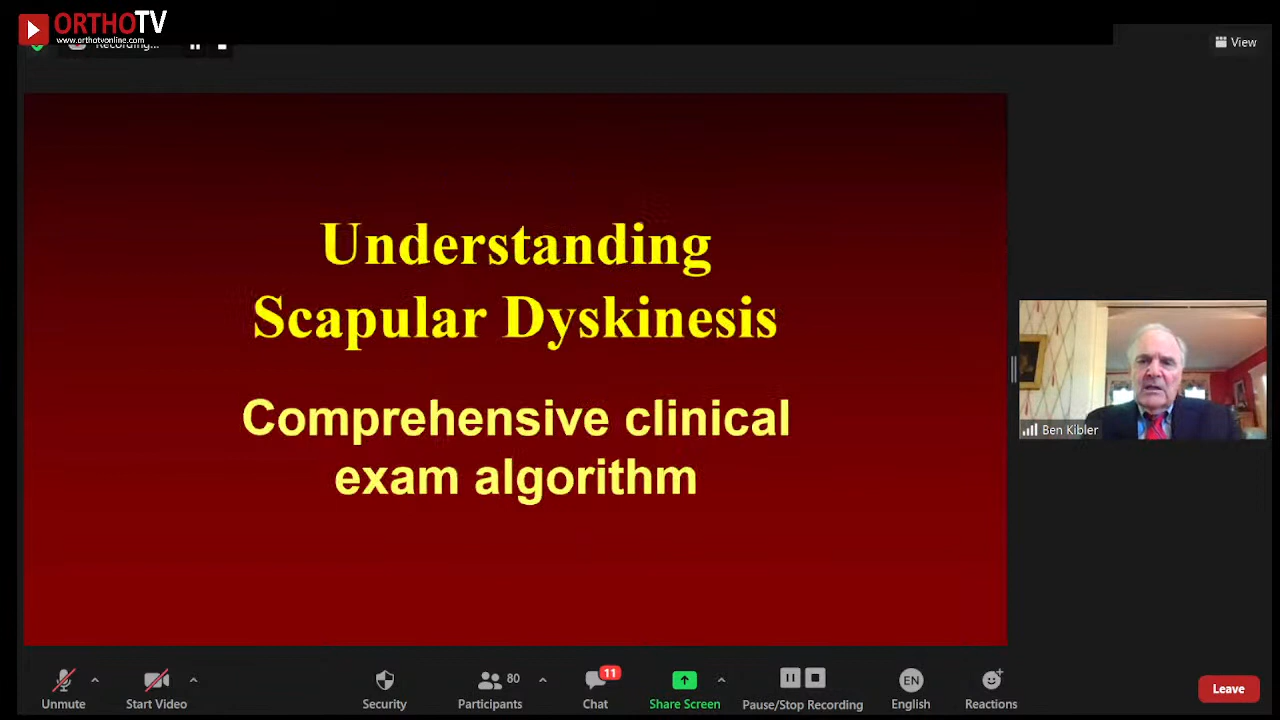 ORTHOTV
www.orthotvonline.com
Recording...
View
Understanding
Scapular Dyskinesis
Comprehensive clinical
exam algorithm
Ben Kibler
Unmute
Start Video
Security
80
Participants
11
Chat
Share Screen
Pause/Stop Recording
EN
English
Reactions
Leave